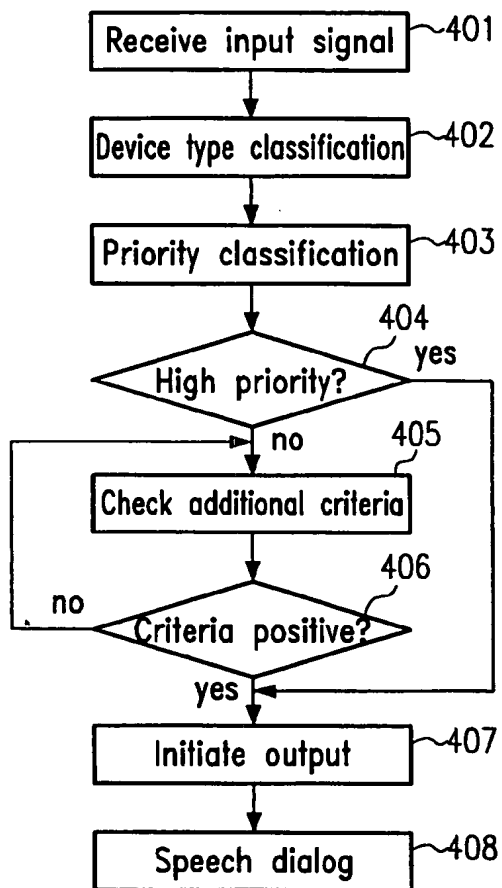 Receive input signal 401
Device type classification 402
Priority classification 403
404
High priority? yes
no
405
Check additional criteria
406
no
Criteria positive?
yes
Initiate output 407
Speech dialog 408